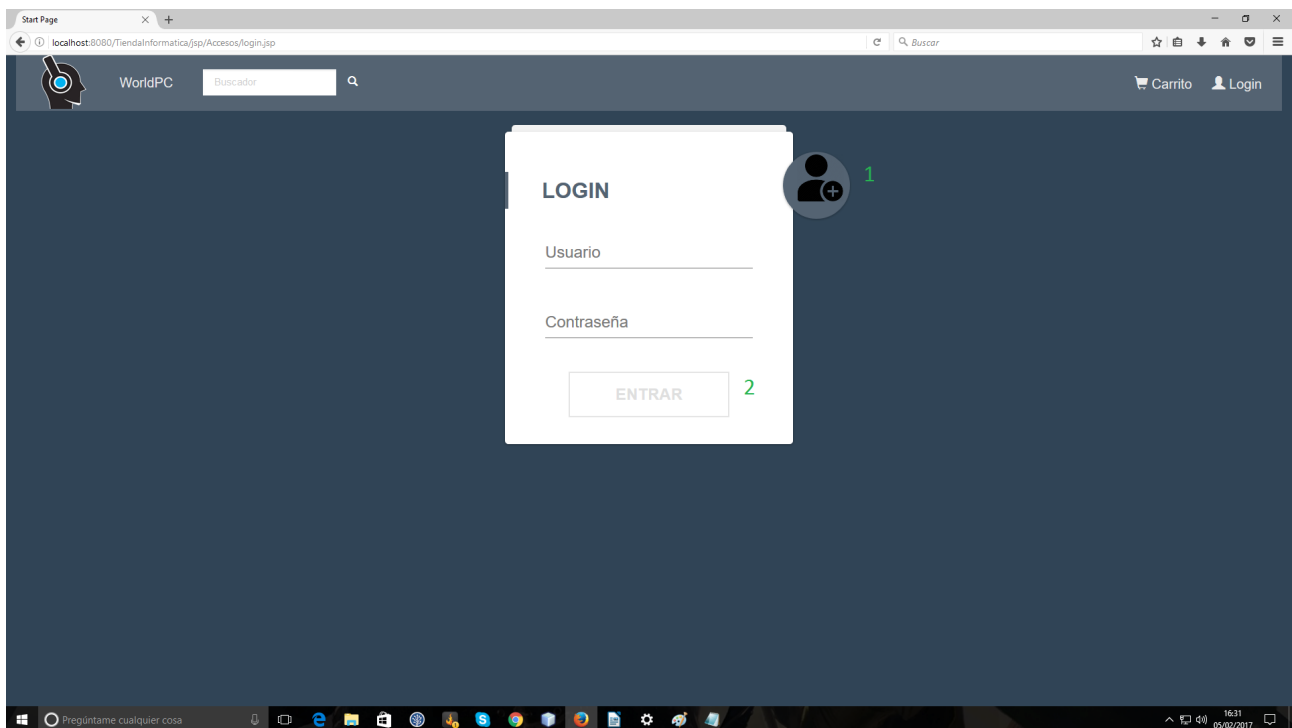 Start Page
localhost:8080/TiendaInformatica/jsp/Accesos/login.jsp
Buscar
WorldPC
Buscador
Carrito
Login
1
LOGIN
Usuario
Contraseña
ENTRAR
2
Pregúntame cualquier cosa
16:31
05/02/2017